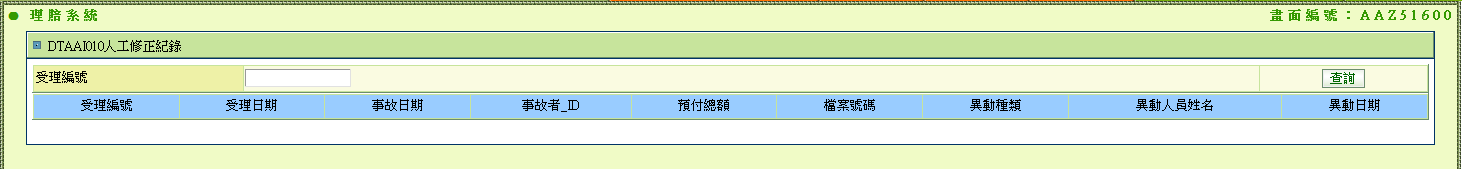 理賠系統 畫面編號：AAZ51600
DTAAI010人工修正紀錄
受理編號 查詢
受理編號 受理日期 事故日期 事故者_ID 預付總額 檔案號碼 異動種類 異動人員姓名 異動日期